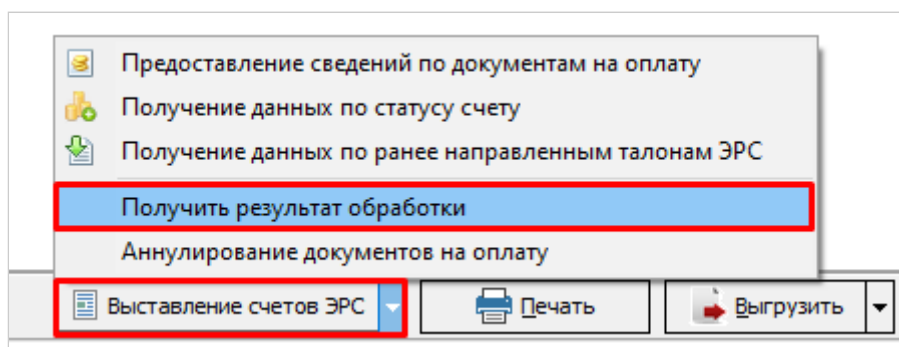 Предоставление сведений по документам на оплату
Получение данных по статусу счету
Получение данных по ранее направленным талонам ЭРС
Получить результат обработки
Аннулирование документов на оплату
Выставление счетов ЭРС Печать Выгрузить